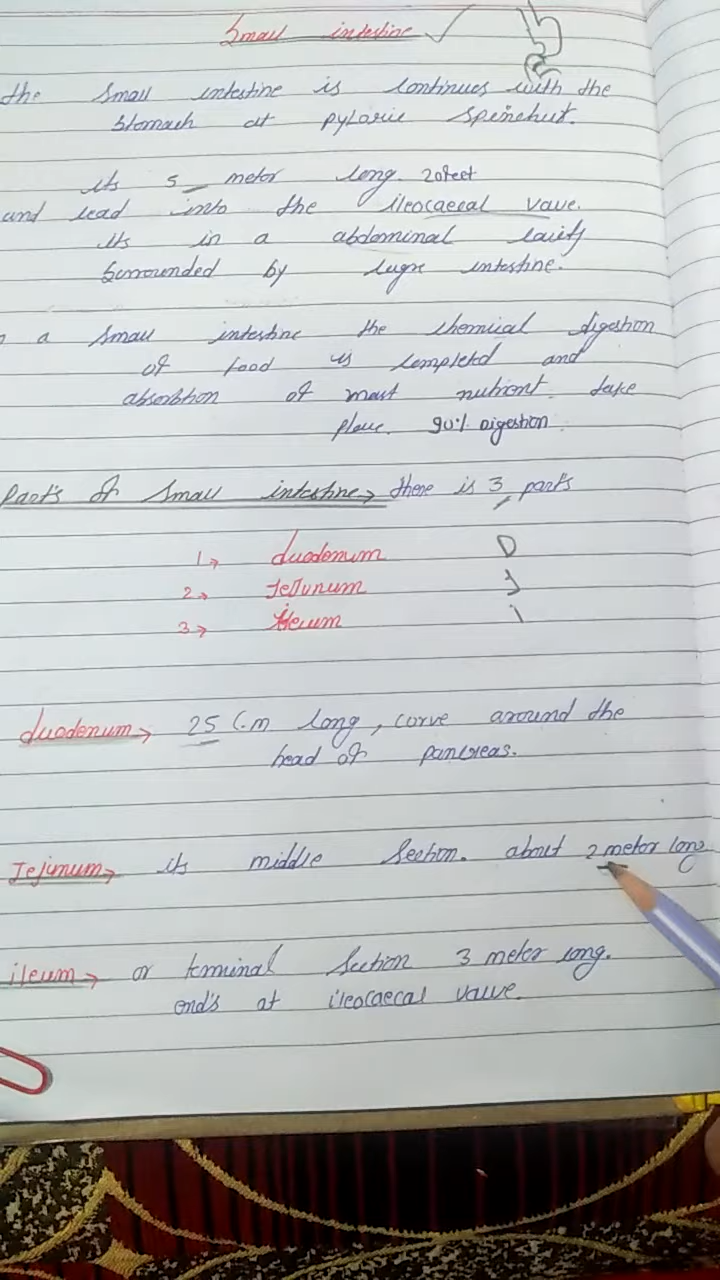 Small intestine
the small intestine is continues with the
stomach at pyLoric spinchut.
its 5 meter long. 20feet
and lead into the ileocaecal vave.
its in a abdominal cavity
surrounded by large intestine.
a small intestine the chemical digestion
of food is completed and
absorbtion of most nutrient take
place. 90% Digestion
Part's of small intestine→ there is 3 parts
1→ duodenum D
2→ JeJunum J
3→ ileum i
duodenum→ 25 C.m long, curve around the
head of pancreas.
Jejunum→ its middle section. about 2 meter long
ileum→ or terminal section 3 meter long.
end's at ileocaecal valve.